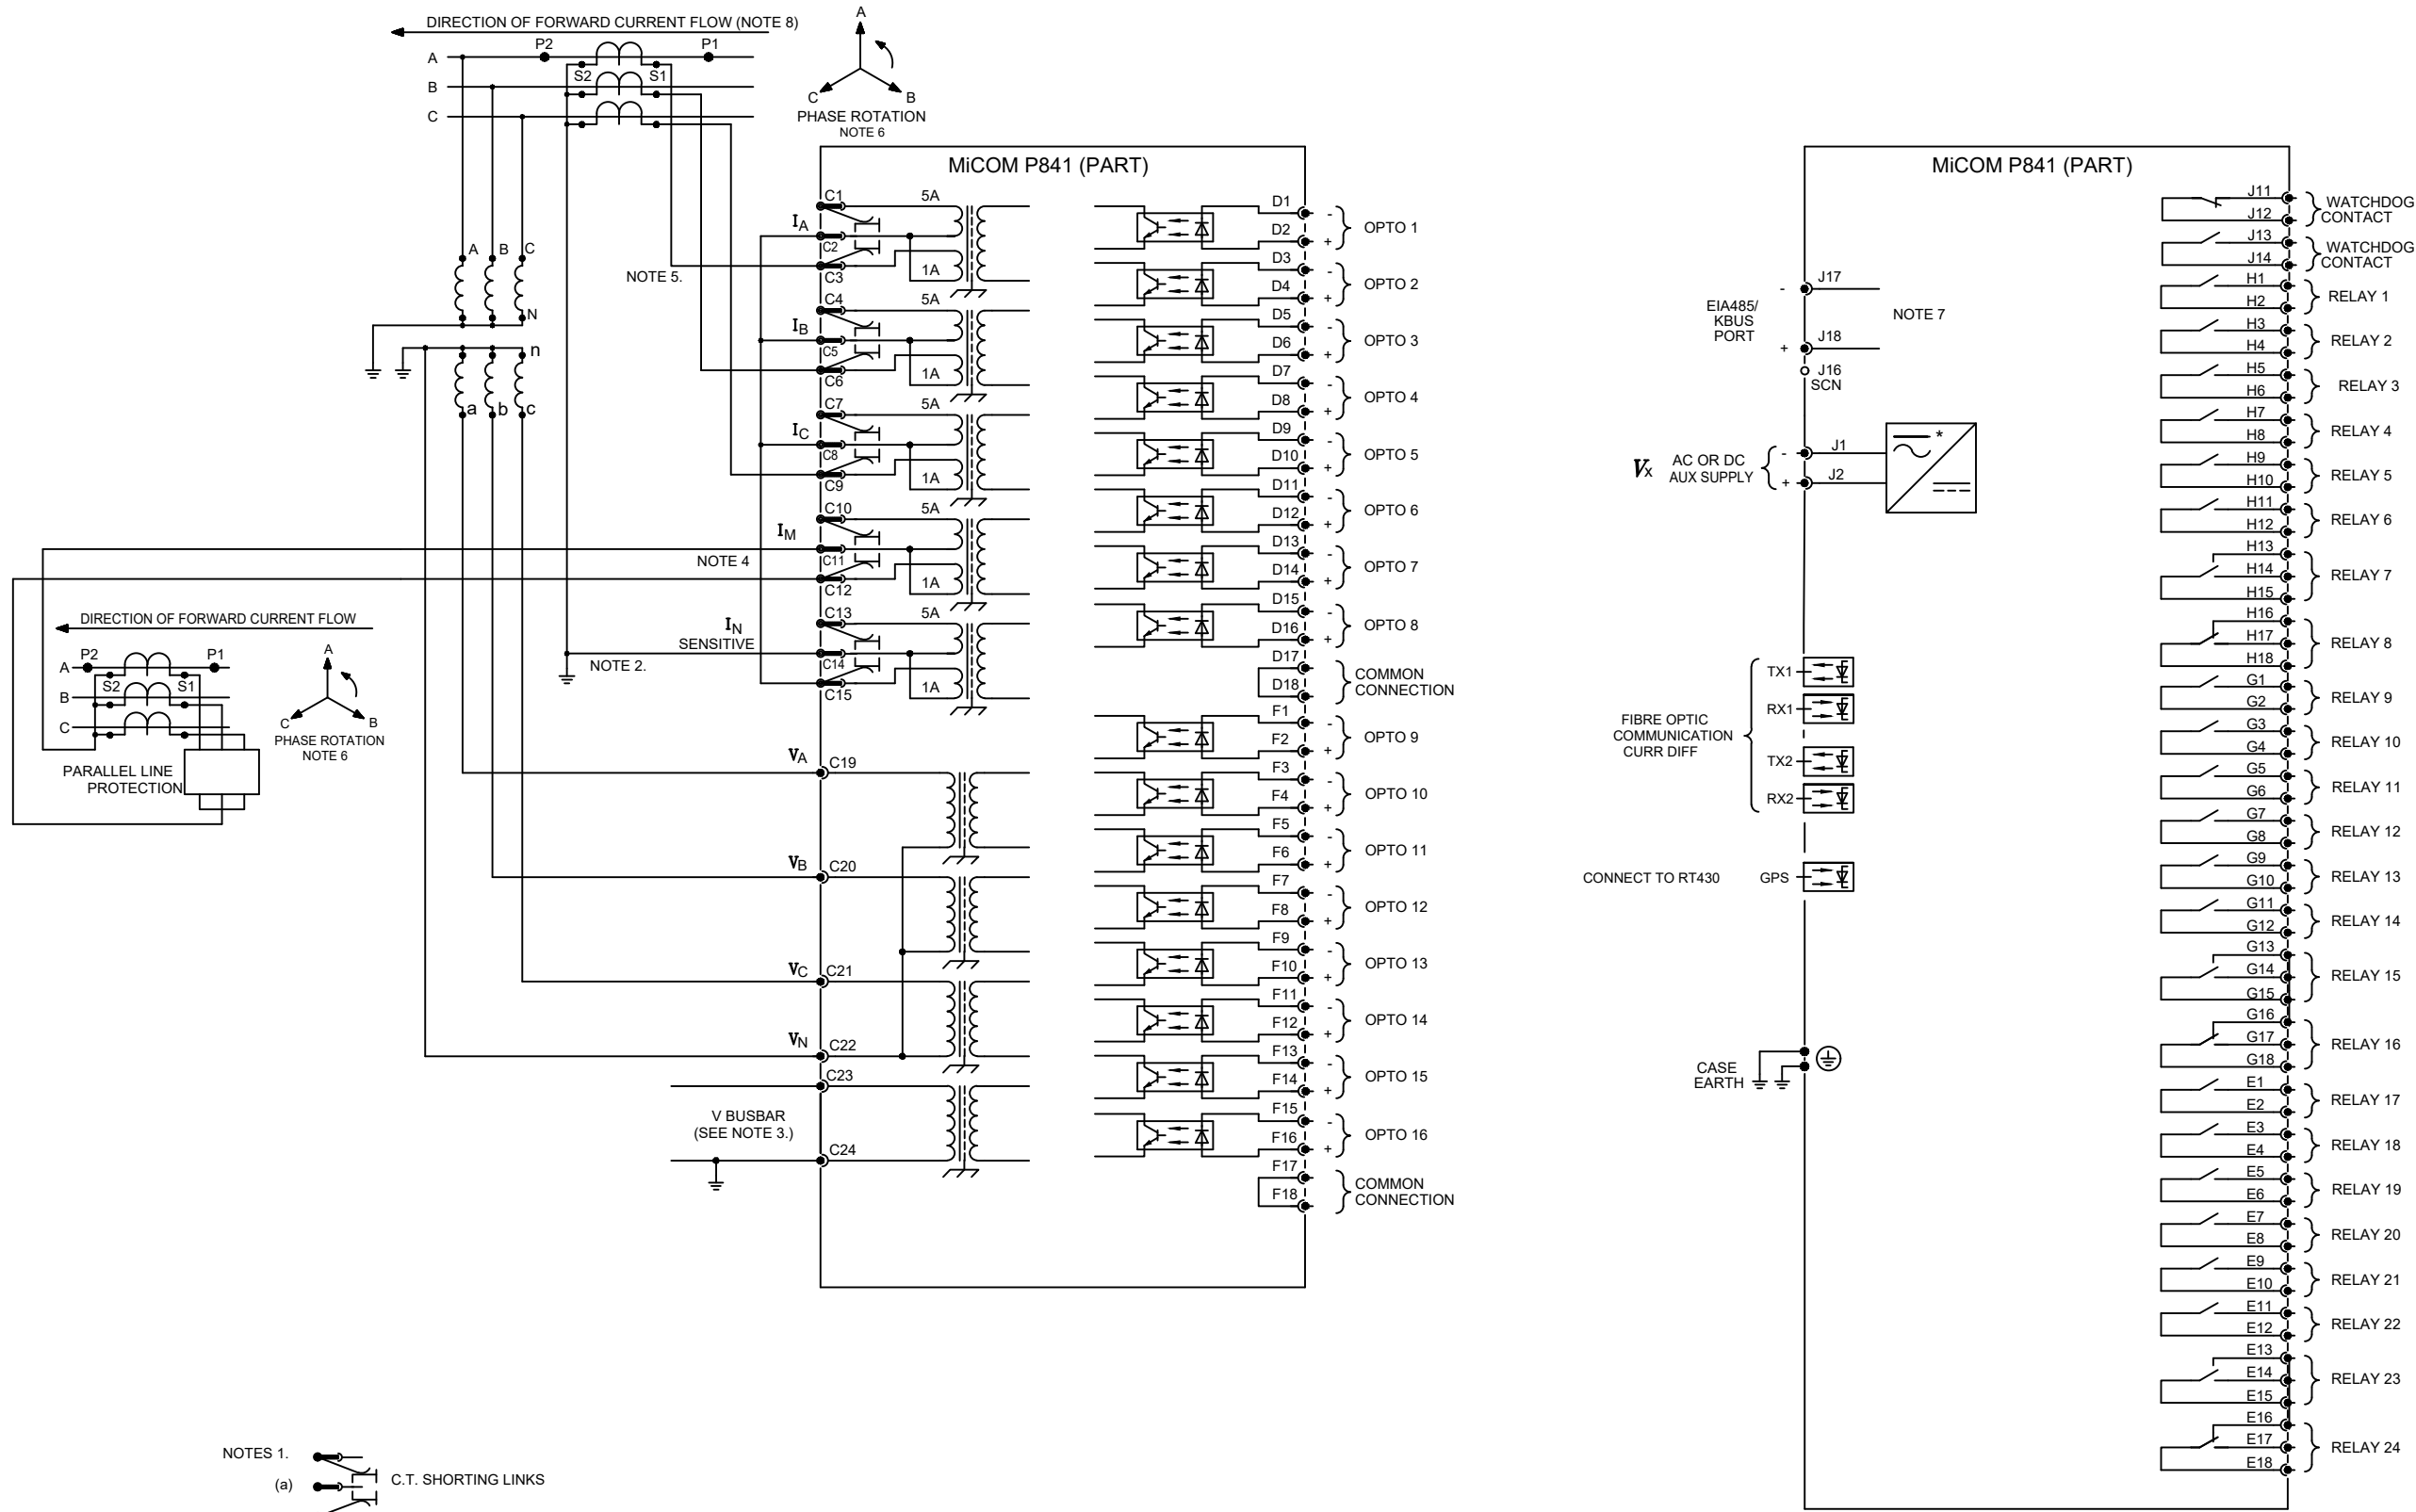 DIRECTION OF FORWARD CURRENT FLOW (NOTE 8)
A
P2
P1
A
S2
S1
B
C
C
B
PHASE ROTATION
NOTE 6
A
B
C
N
n
a
b
c
MiCOM P841 (PART)
C1
5A
IA
C2
C3
1A
NOTE 5.
C4
5A
IB
C5
C6
1A
C7
5A
IC
C8
C9
1A
C10
5A
IM
C11
NOTE 4
C12
1A
C13
5A
IN
SENSITIVE
C14
NOTE 2.
C15
1A
DIRECTION OF FORWARD CURRENT FLOW
A
P2
P1
S2
S1
B
C
A
C
B
PHASE ROTATION
NOTE 6
PARALLEL LINE
PROTECTION
VA
C19
VB
C20
VC
C21
VN
C22
C23
V BUSBAR
(SEE NOTE 3.)
C24
D1
-
OPTO 1
D2
+
D3
-
OPTO 2
D4
+
D5
-
OPTO 3
D6
+
D7
-
OPTO 4
D8
+
D9
-
OPTO 5
D10
+
D11
-
OPTO 6
D12
+
D13
-
OPTO 7
D14
+
D15
-
OPTO 8
D16
+
D17
COMMON
CONNECTION
D18
F1
-
OPTO 9
F2
+
F3
-
OPTO 10
F4
+
F5
-
OPTO 11
F6
+
F7
-
OPTO 12
F8
+
F9
-
OPTO 13
F10
+
F11
-
OPTO 14
F12
+
F13
-
OPTO 15
F14
+
F15
-
OPTO 16
F16
+
F17
COMMON
CONNECTION
F18
MiCOM P841 (PART)
-
J17
EIA485/
KBUS
PORT
NOTE 7
+
J18
J16
SCN
Vx
AC OR DC
AUX SUPPLY
-
J1
+
J2
*
TX1
RX1
FIBRE OPTIC
COMMUNICATION
CURR DIFF
TX2
RX2
CONNECT TO RT430
GPS
CASE
EARTH
J11
J12
WATCHDOG
CONTACT
J13
J14
WATCHDOG
CONTACT
H1
H2
RELAY 1
H3
H4
RELAY 2
H5
H6
RELAY 3
H7
H8
RELAY 4
H9
H10
RELAY 5
H11
H12
RELAY 6
H13
H14
H15
RELAY 7
H16
H17
H18
RELAY 8
G1
G2
RELAY 9
G3
G4
RELAY 10
G5
G6
RELAY 11
G7
G8
RELAY 12
G9
G10
RELAY 13
G11
G12
RELAY 14
G13
G14
G15
RELAY 15
G16
G17
G18
RELAY 16
E1
E2
RELAY 17
E3
E4
RELAY 18
E5
E6
RELAY 19
E7
E8
RELAY 20
E9
E10
RELAY 21
E11
E12
RELAY 22
E13
E14
E15
RELAY 23
E16
E17
E18
RELAY 24
NOTES 1.
(a)
C.T. SHORTING LINKS